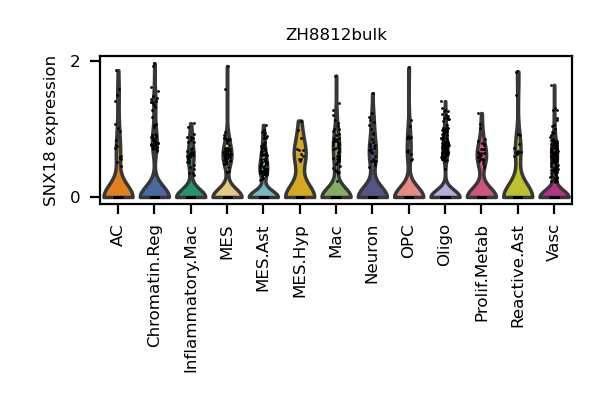 ZH8812bulk
SNX18 expression
2
0
AC
Chromatin.Reg
Inflammatory.Mac
MES
MES.Ast
MES.Hyp
Mac
Neuron
OPC
Oligo
Prolif.Metab
Reactive.Ast
Vasc